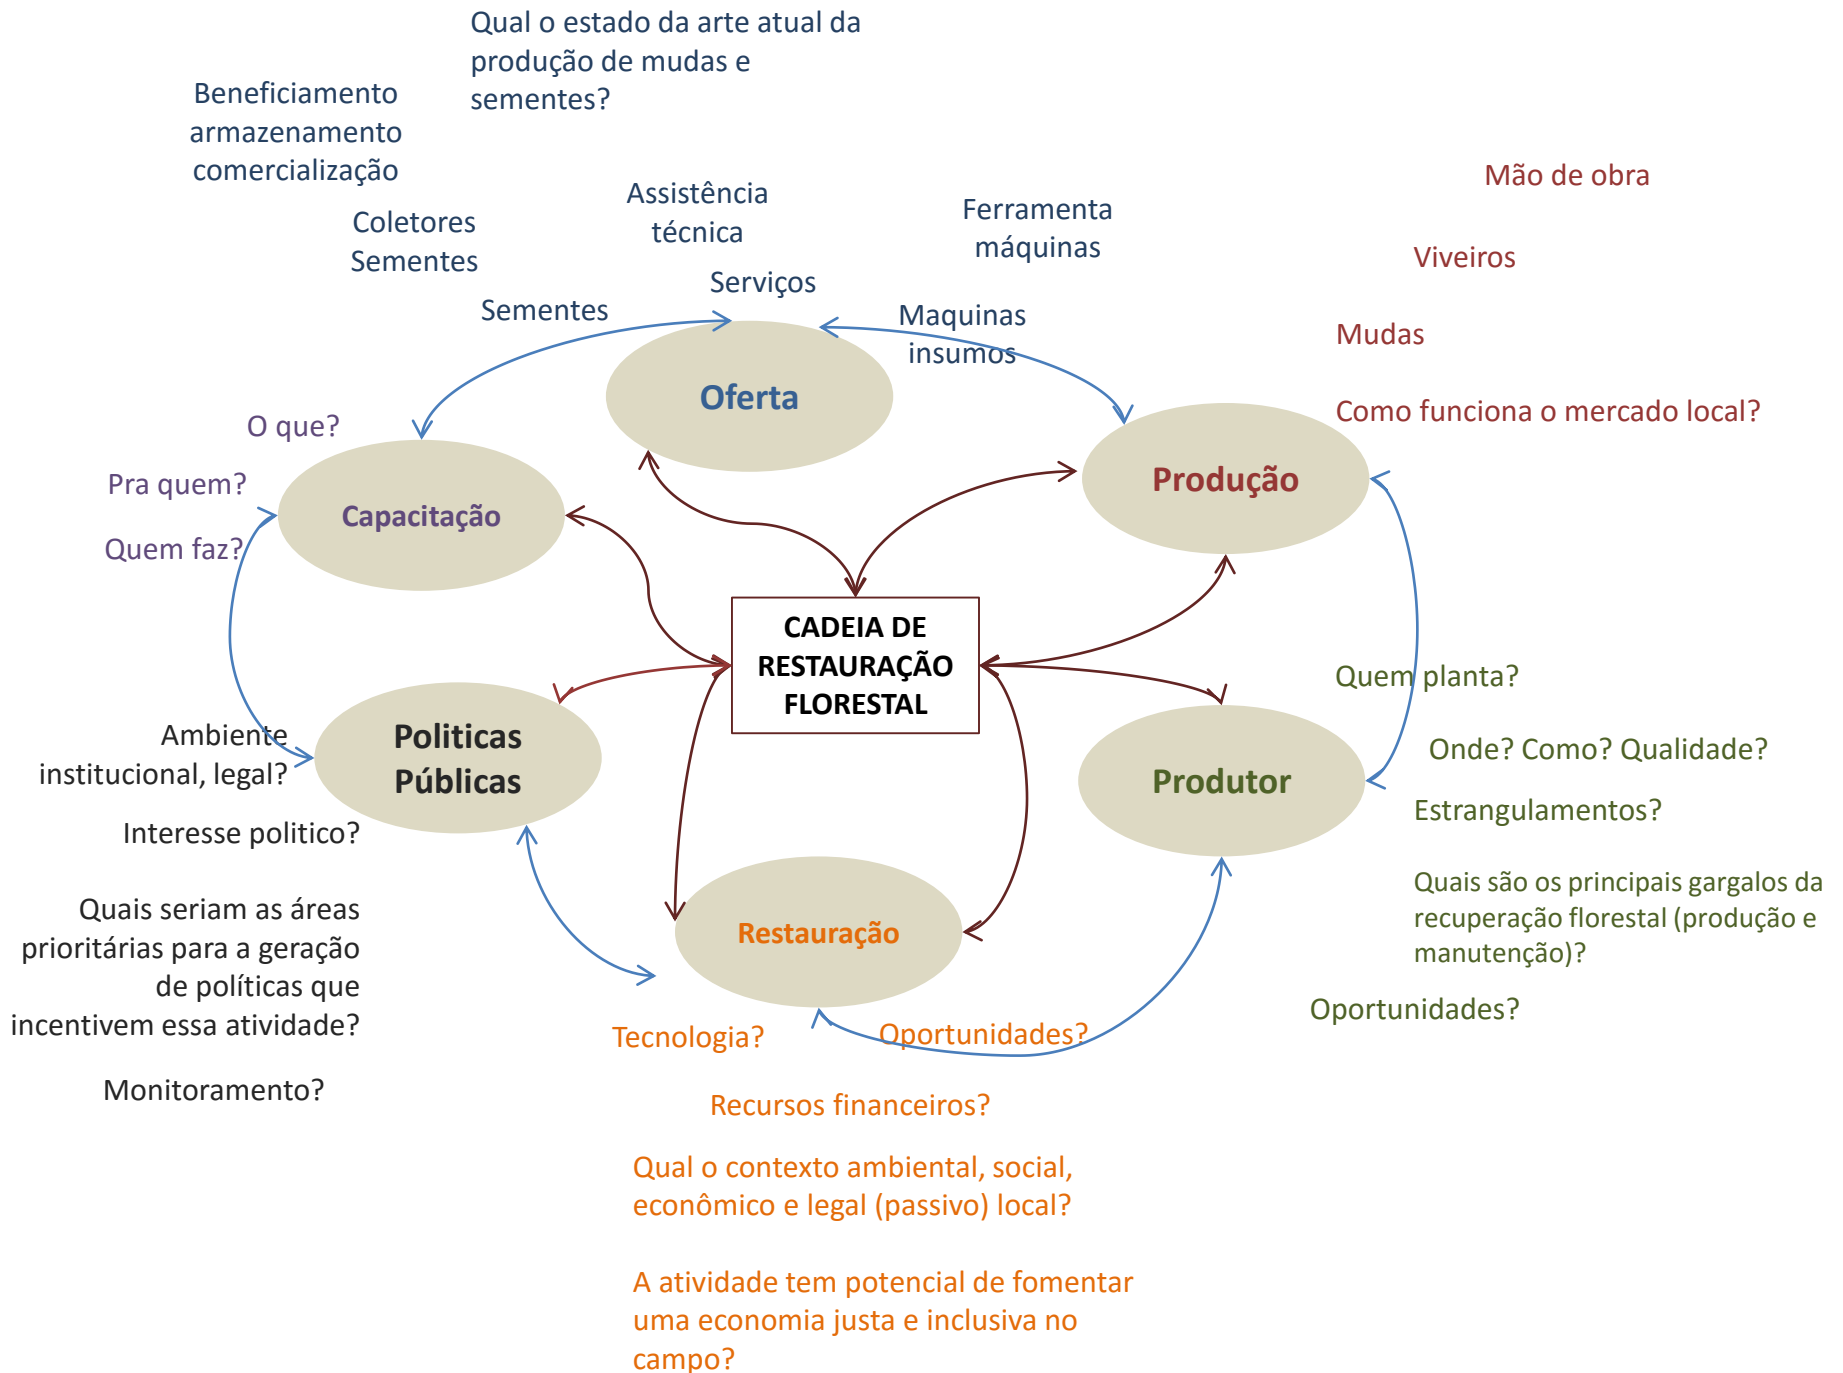 Qual o estado da arte atual da
produção de mudas e
sementes?
Beneficiamento
armazenamento
comercialização
Coletores
Sementes
Assistência
técnica
Ferramenta
máquinas
Mão de obra
Viveiros
Serviços
Sementes
Maquinas
insumos
Mudas
Oferta
Como funciona o mercado local?
O que?
Pra quem?
Quem faz?
Capacitação
Produção
CADEIA DE
RESTAURAÇÃO
FLORESTAL
Quem planta?
Onde? Como? Qualidade?
Produtor
Estrangulamentos?
Quais são os principais gargalos da
recuperação florestal (produção e
manutenção)?
Oportunidades?
Politicas
Públicas
Ambiente
institucional, legal?
Interesse politico?
Quais seriam as áreas
prioritárias para a geração
de políticas que
incentivem essa atividade?
Monitoramento?
Restauração
Tecnologia?
Oportunidades?
Recursos financeiros?
Qual o contexto ambiental, social,
econômico e legal (passivo) local?
A atividade tem potencial de fomentar
uma economia justa e inclusiva no
campo?